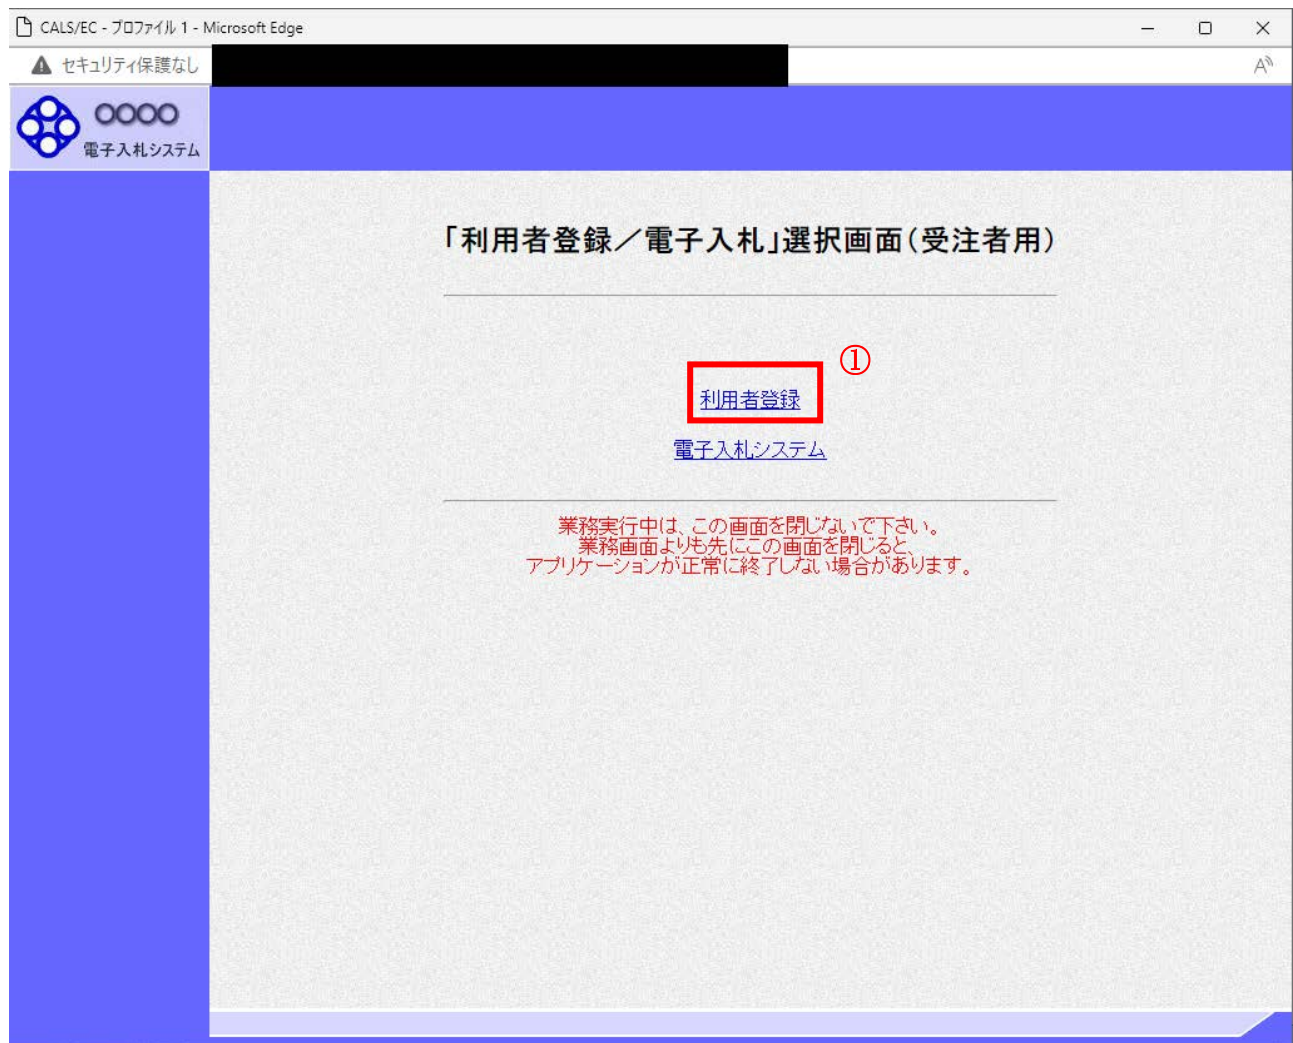 CALS/EC - プロファイル 1 - Microsoft Edge
セキュリティ保護なし
○○○○
電子入札システム
「利用者登録／電子入札」選択画面（受注者用）
①
利用者登録
電子入札システム
業務実行中は、この画面を閉じないで下さい。
業務画面よりも先にこの画面を閉じると、
アプリケーションが正常に終了しない場合があります。